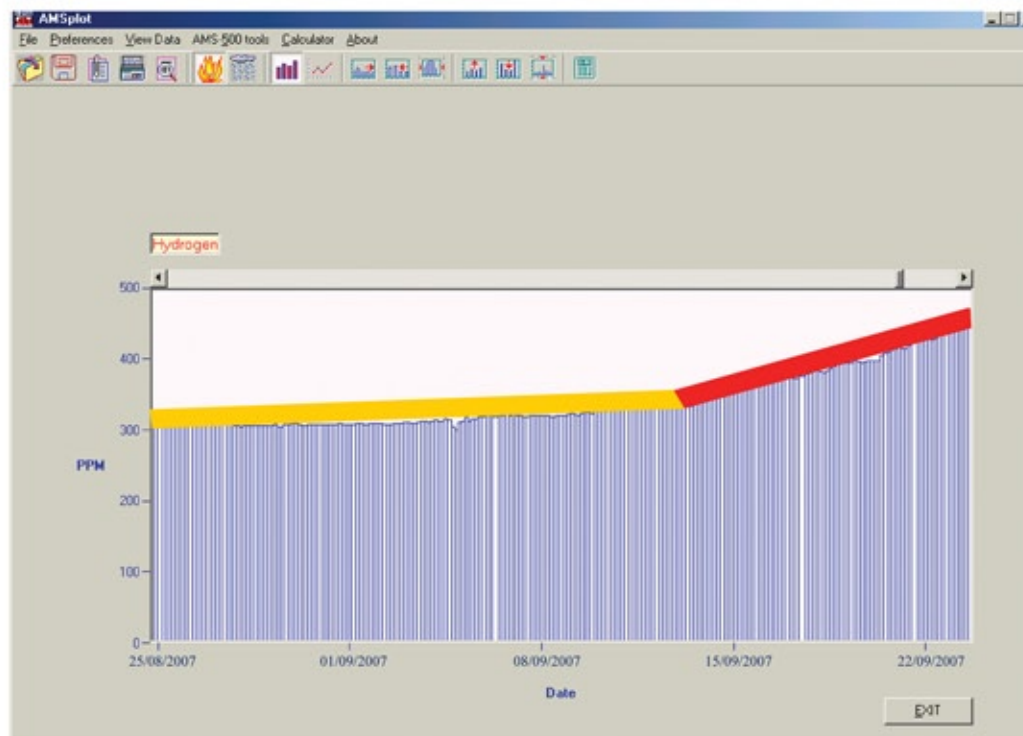 AMSplot
File Preferences View Data AMS-500 tools Calculator About
Hydrogen
500
400
300
PPM
200
100
0
25/08/2007 01/09/2007 08/09/2007 15/09/2007 22/09/2007
Date
EXIT